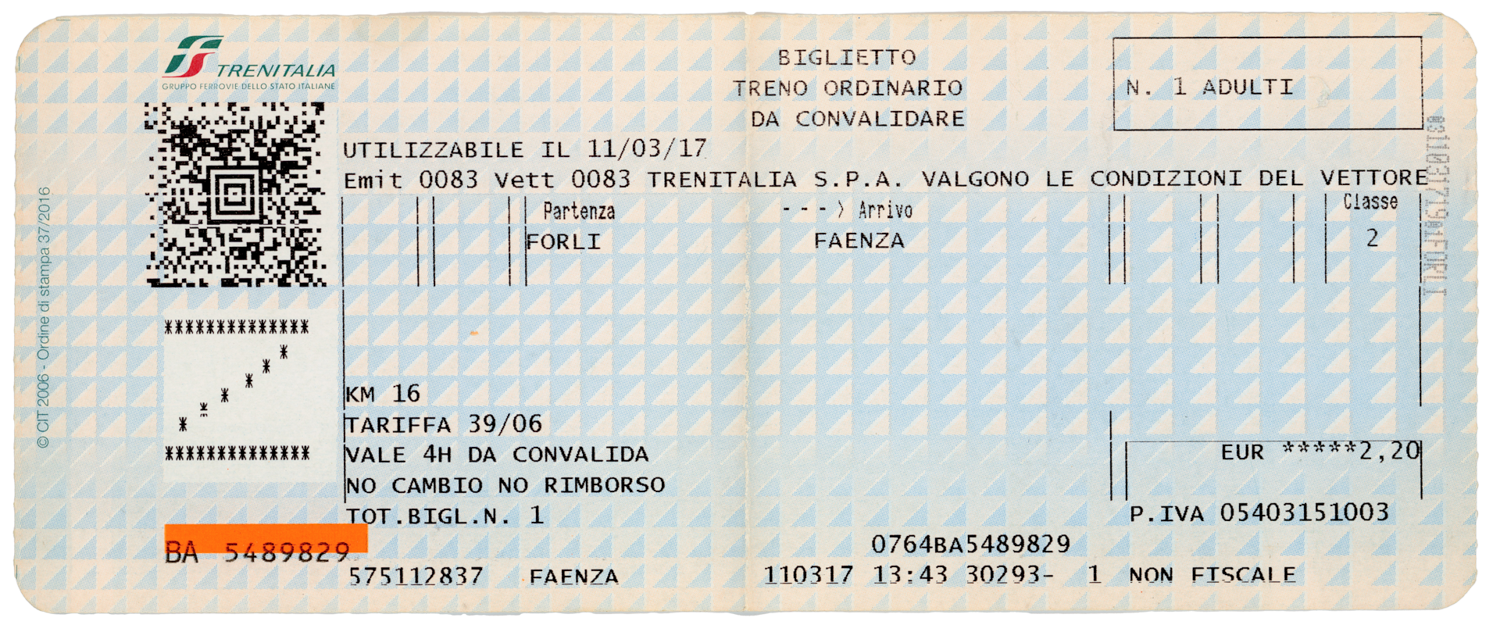 TRENITALIA
GRUPPO FERROVIE DELLO STATO ITALIANE
BIGLIETTO
TRENO ORDINARIO
DA CONVALIDARE
N. 1 ADULTI
UTILIZZABILE IL 11/03/17
Emit 0083 Vett 0083 TRENITALIA S.P.A. VALGONO LE CONDIZIONI DEL VETTORE
Partenza - - - > Arrivo Classe
FORLI FAENZA 2
*************
*
*
*
*
*
*
*************
KM 16
TARIFFA 39/06
VALE 4H DA CONVALIDA
NO CAMBIO NO RIMBORSO
TOT.BIGL.N. 1
EUR *****2,20
P.IVA 05403151003
BA 5489829
0764BA5489829
575112837 FAENZA 110317 13:43 30293- 1 NON FISCALE
© CIT 2006 - Ordine di stampa 37/2016